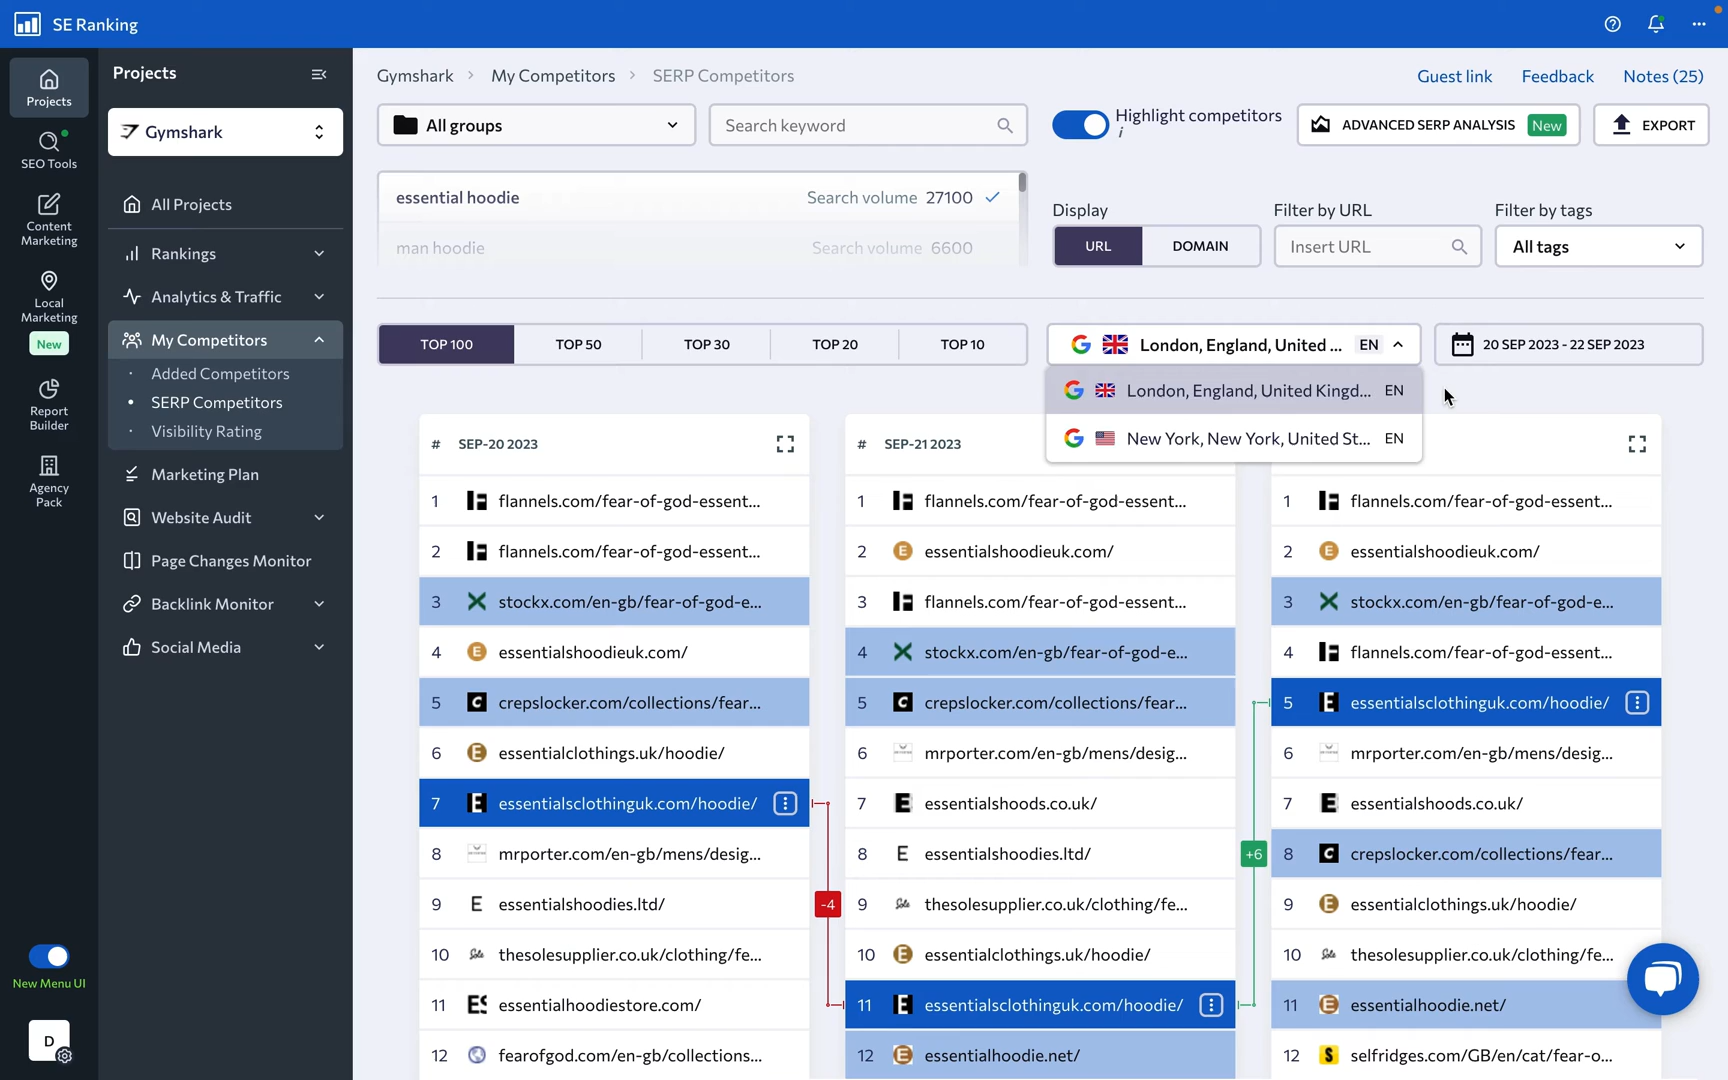 SE Ranking
Projects
SEO Tools
Content
Marketing
Local
Marketing
New
Report
Builder
Agency
Pack
New Menu UI
D
Projects
Gymshark
All Projects
Rankings
Analytics & Traffic
My Competitors
Added Competitors
SERP Competitors
Visibility Rating
Marketing Plan
Website Audit
Page Changes Monitor
Backlink Monitor
Social Media
Gymshark > My Competitors > SERP Competitors
Guest link Feedback Notes (25)
All groups
Search keyword
Highlight competitors
i
ADVANCED SERP ANALYSIS New
EXPORT
essential hoodie Search volume 27100
man hoodie Search volume 6600
Display
URL DOMAIN
Filter by URL
Insert URL
Filter by tags
All tags
TOP 100 TOP 50 TOP 30 TOP 20 TOP 10
London, England, United ... EN
20 SEP 2023 - 22 SEP 2023
London, England, United Kingd... EN
New York, New York, United St... EN
# SEP-20 2023
1 flannels.com/fear-of-god-essent...
2 flannels.com/fear-of-god-essent...
3 stockx.com/en-gb/fear-of-god-e...
4 essentialshoodieuk.com/
5 crepslocker.com/collections/fear...
6 essentialclothings.uk/hoodie/
7 essentialsclothinguk.com/hoodie/
8 mrporter.com/en-gb/mens/desig...
9 essentialshoodies.ltd/
10 thesolesupplier.co.uk/clothing/fe...
11 essentialhoodiestore.com/
12 fearofgod.com/en-gb/collections...
-4
# SEP-21 2023
1 flannels.com/fear-of-god-essent...
2 essentialshoodieuk.com/
3 flannels.com/fear-of-god-essent...
4 stockx.com/en-gb/fear-of-god-e...
5 crepslocker.com/collections/fear...
6 mrporter.com/en-gb/mens/desig...
7 essentialshoods.co.uk/
8 essentialshoodies.ltd/
9 thesolesupplier.co.uk/clothing/fe...
10 essentialclothings.uk/hoodie/
11 essentialsclothinguk.com/hoodie/
12 essentialhoodie.net/
+6
1 flannels.com/fear-of-god-essent...
2 essentialshoodieuk.com/
3 stockx.com/en-gb/fear-of-god-e...
4 flannels.com/fear-of-god-essent...
5 essentialsclothinguk.com/hoodie/
6 mrporter.com/en-gb/mens/desig...
7 essentialshoods.co.uk/
8 crepslocker.com/collections/fear...
9 essentialclothings.uk/hoodie/
10 thesolesupplier.co.uk/clothing/fe...
11 essentialhoodie.net/
12 selfridges.com/GB/en/cat/fear-o...